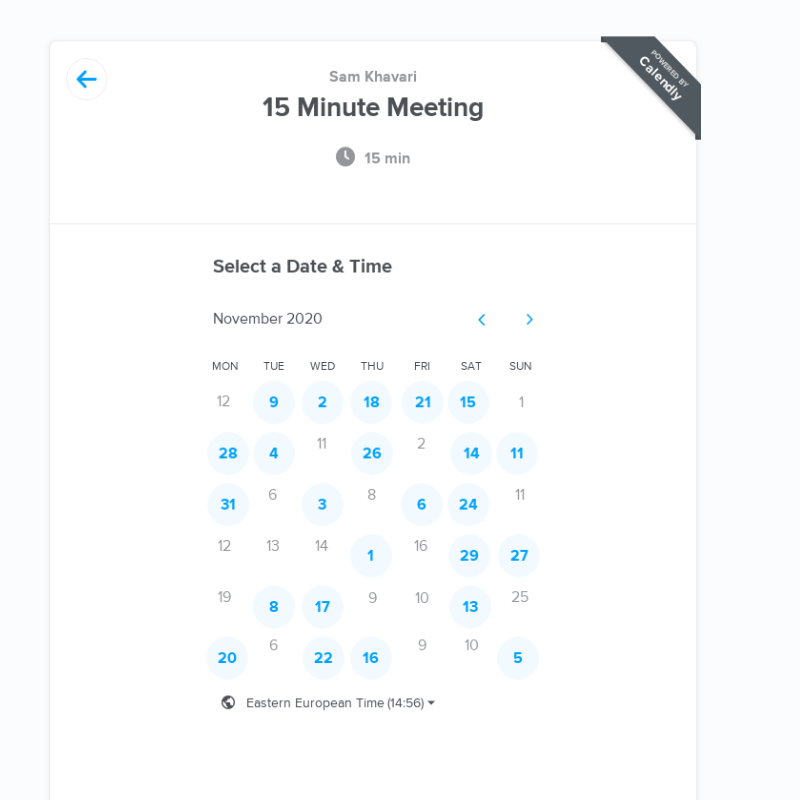 POWERED BY
Calendly
Sam Khavari
15 Minute Meeting
15 min
Select a Date & Time
November 2020
MON TUE WED THU FRI SAT SUN
12 9 2 18 21 15 1
28 4 11 26 2 14 11
31 6 3 8 6 24 11
12 13 14 1 16 29 27
19 8 17 9 10 13 25
20 6 22 16 9 10 5
Eastern European Time (14:56)